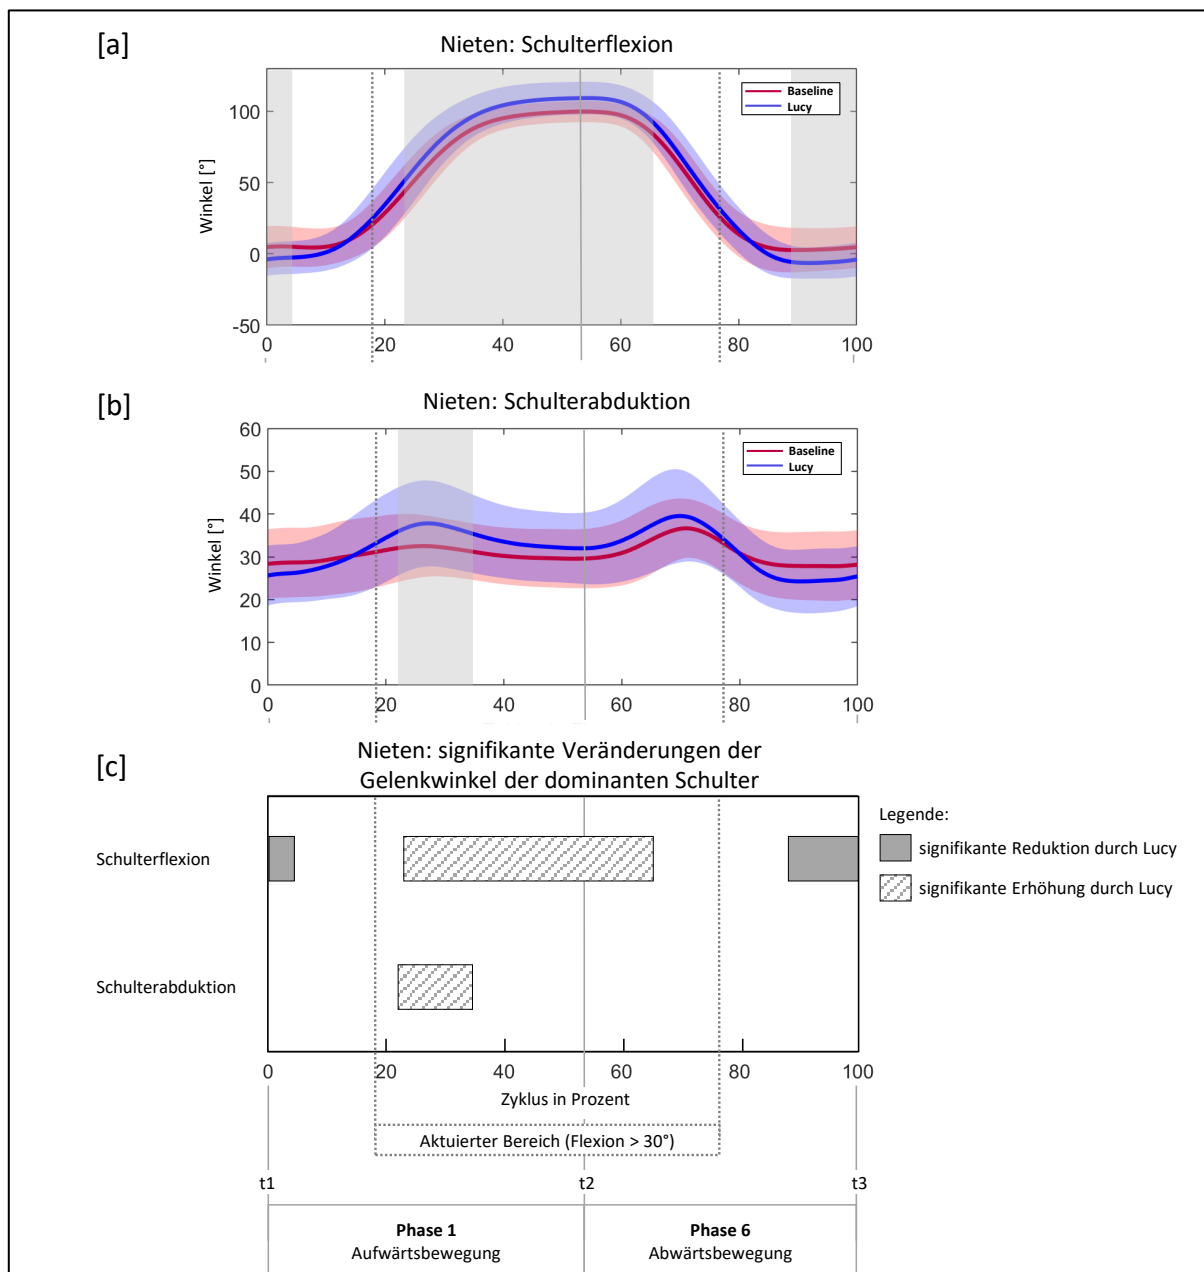 [a]
Nieten: Schulterflexion
Baseline
Lucy
Winkel [°]
100
50
0
-50
0 20 40 60 80 100
[b]
Nieten: Schulterabduktion
Baseline
Lucy
Winkel [°]
60
50
40
30
20
10
0
0 20 40 60 80 100
[c]
Nieten: signifikante Veränderungen der
Gelenkwinkel der dominanten Schulter
Legende:
signifikante Reduktion durch Lucy
signifikante Erhöhung durch Lucy
Schulterflexion
Schulterabduktion
0 20 40 60 80 100
Zyklus in Prozent
Aktuierter Bereich (Flexion > 30°)
t1 t2 t3
Phase 1 Phase 6
Aufwärtsbewegung Abwärtsbewegung